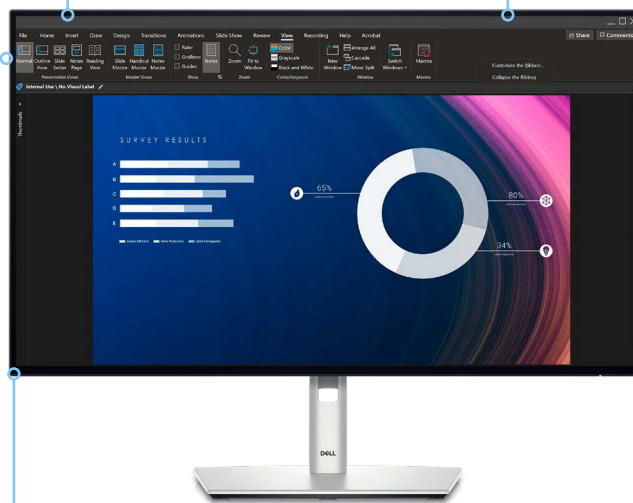 File Home Insert Draw Design Transitions Animations Slide Show Review View Recording Help Acrobat Share Comments
Normal Outline View Slide Sorter Notes Page Reading View
Presentation Views
Slide Master Handout Master Notes Master
Master Views
Ruler
Gridlines
Guides
Show
Notes
Zoom Fit to Window
Zoom
Color
Grayscale
Black and White
Color/Grayscale
New Window
Arrange All
Cascade
Move Split
Switch Windows
Window
Macros
Macros
Customize the Ribbon...
Collapse the Ribbon
Internal Use \ No Visual Label
Thumbnails
SURVEY RESULTS
A
B
C
D
E
65%
80%
34%
DELL